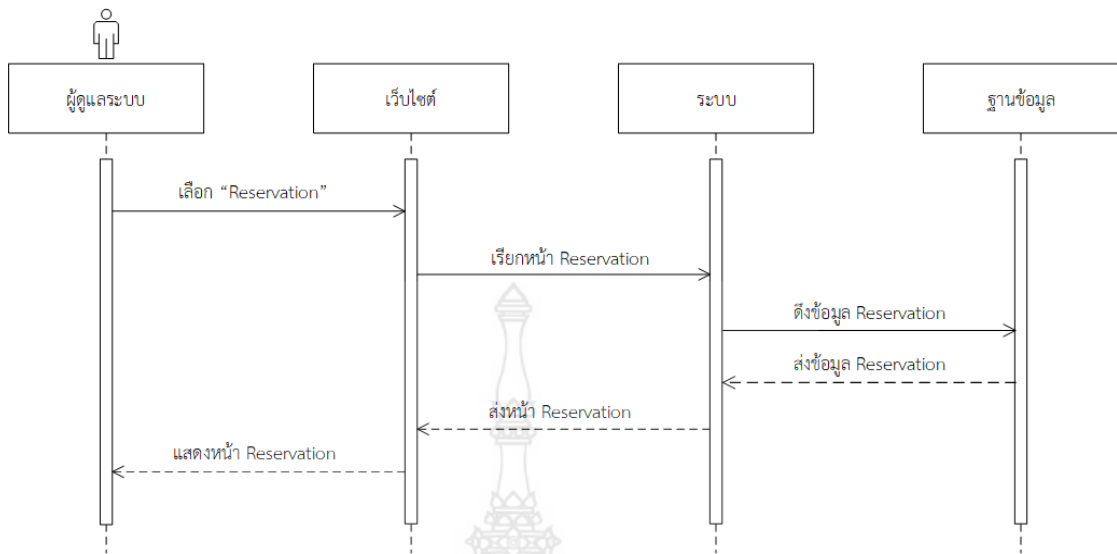 ผู้ดูแลระบบ
เว็บไซต์
ระบบ
ฐานข้อมูล
เลือก “Reservation”
เรียกหน้า Reservation
ดึงข้อมูล Reservation
ส่งข้อมูล Reservation
ส่งหน้า Reservation
แสดงหน้า Reservation